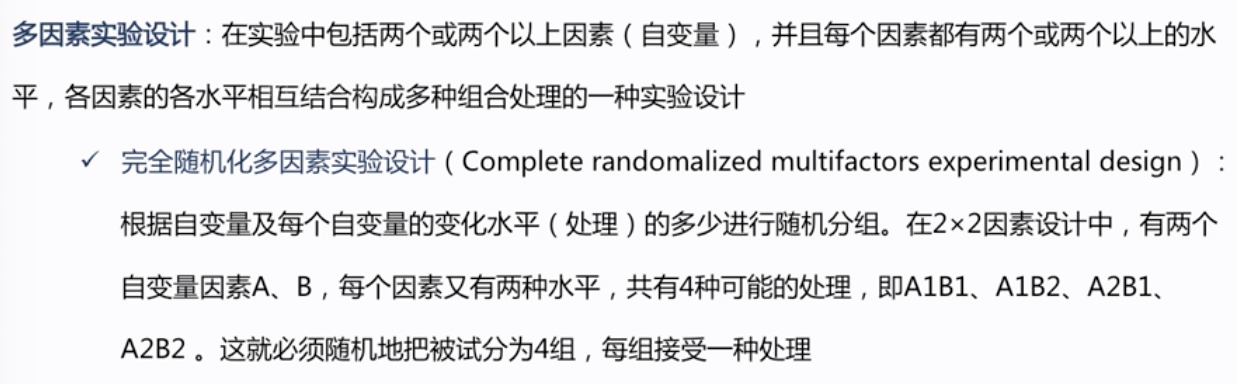 多因素实验设计：在实验中包括两个或两个以上因素（自变量），并且每个因素都有两个或两个以上的水
平，各因素的各水平相互结合构成多种组合处理的一种实验设计
✓ 完全随机化多因素实验设计（Complete randomalized multifactors experimental design）：
根据自变量及每个自变量的变化水平（处理）的多少进行随机分组。在2×2因素设计中，有两个
自变量因素A、B，每个因素又有两种水平，共有4种可能的处理，即A1B1、A1B2、A2B1、
A2B2 。这就必须随机地把被试分为4组，每组接受一种处理